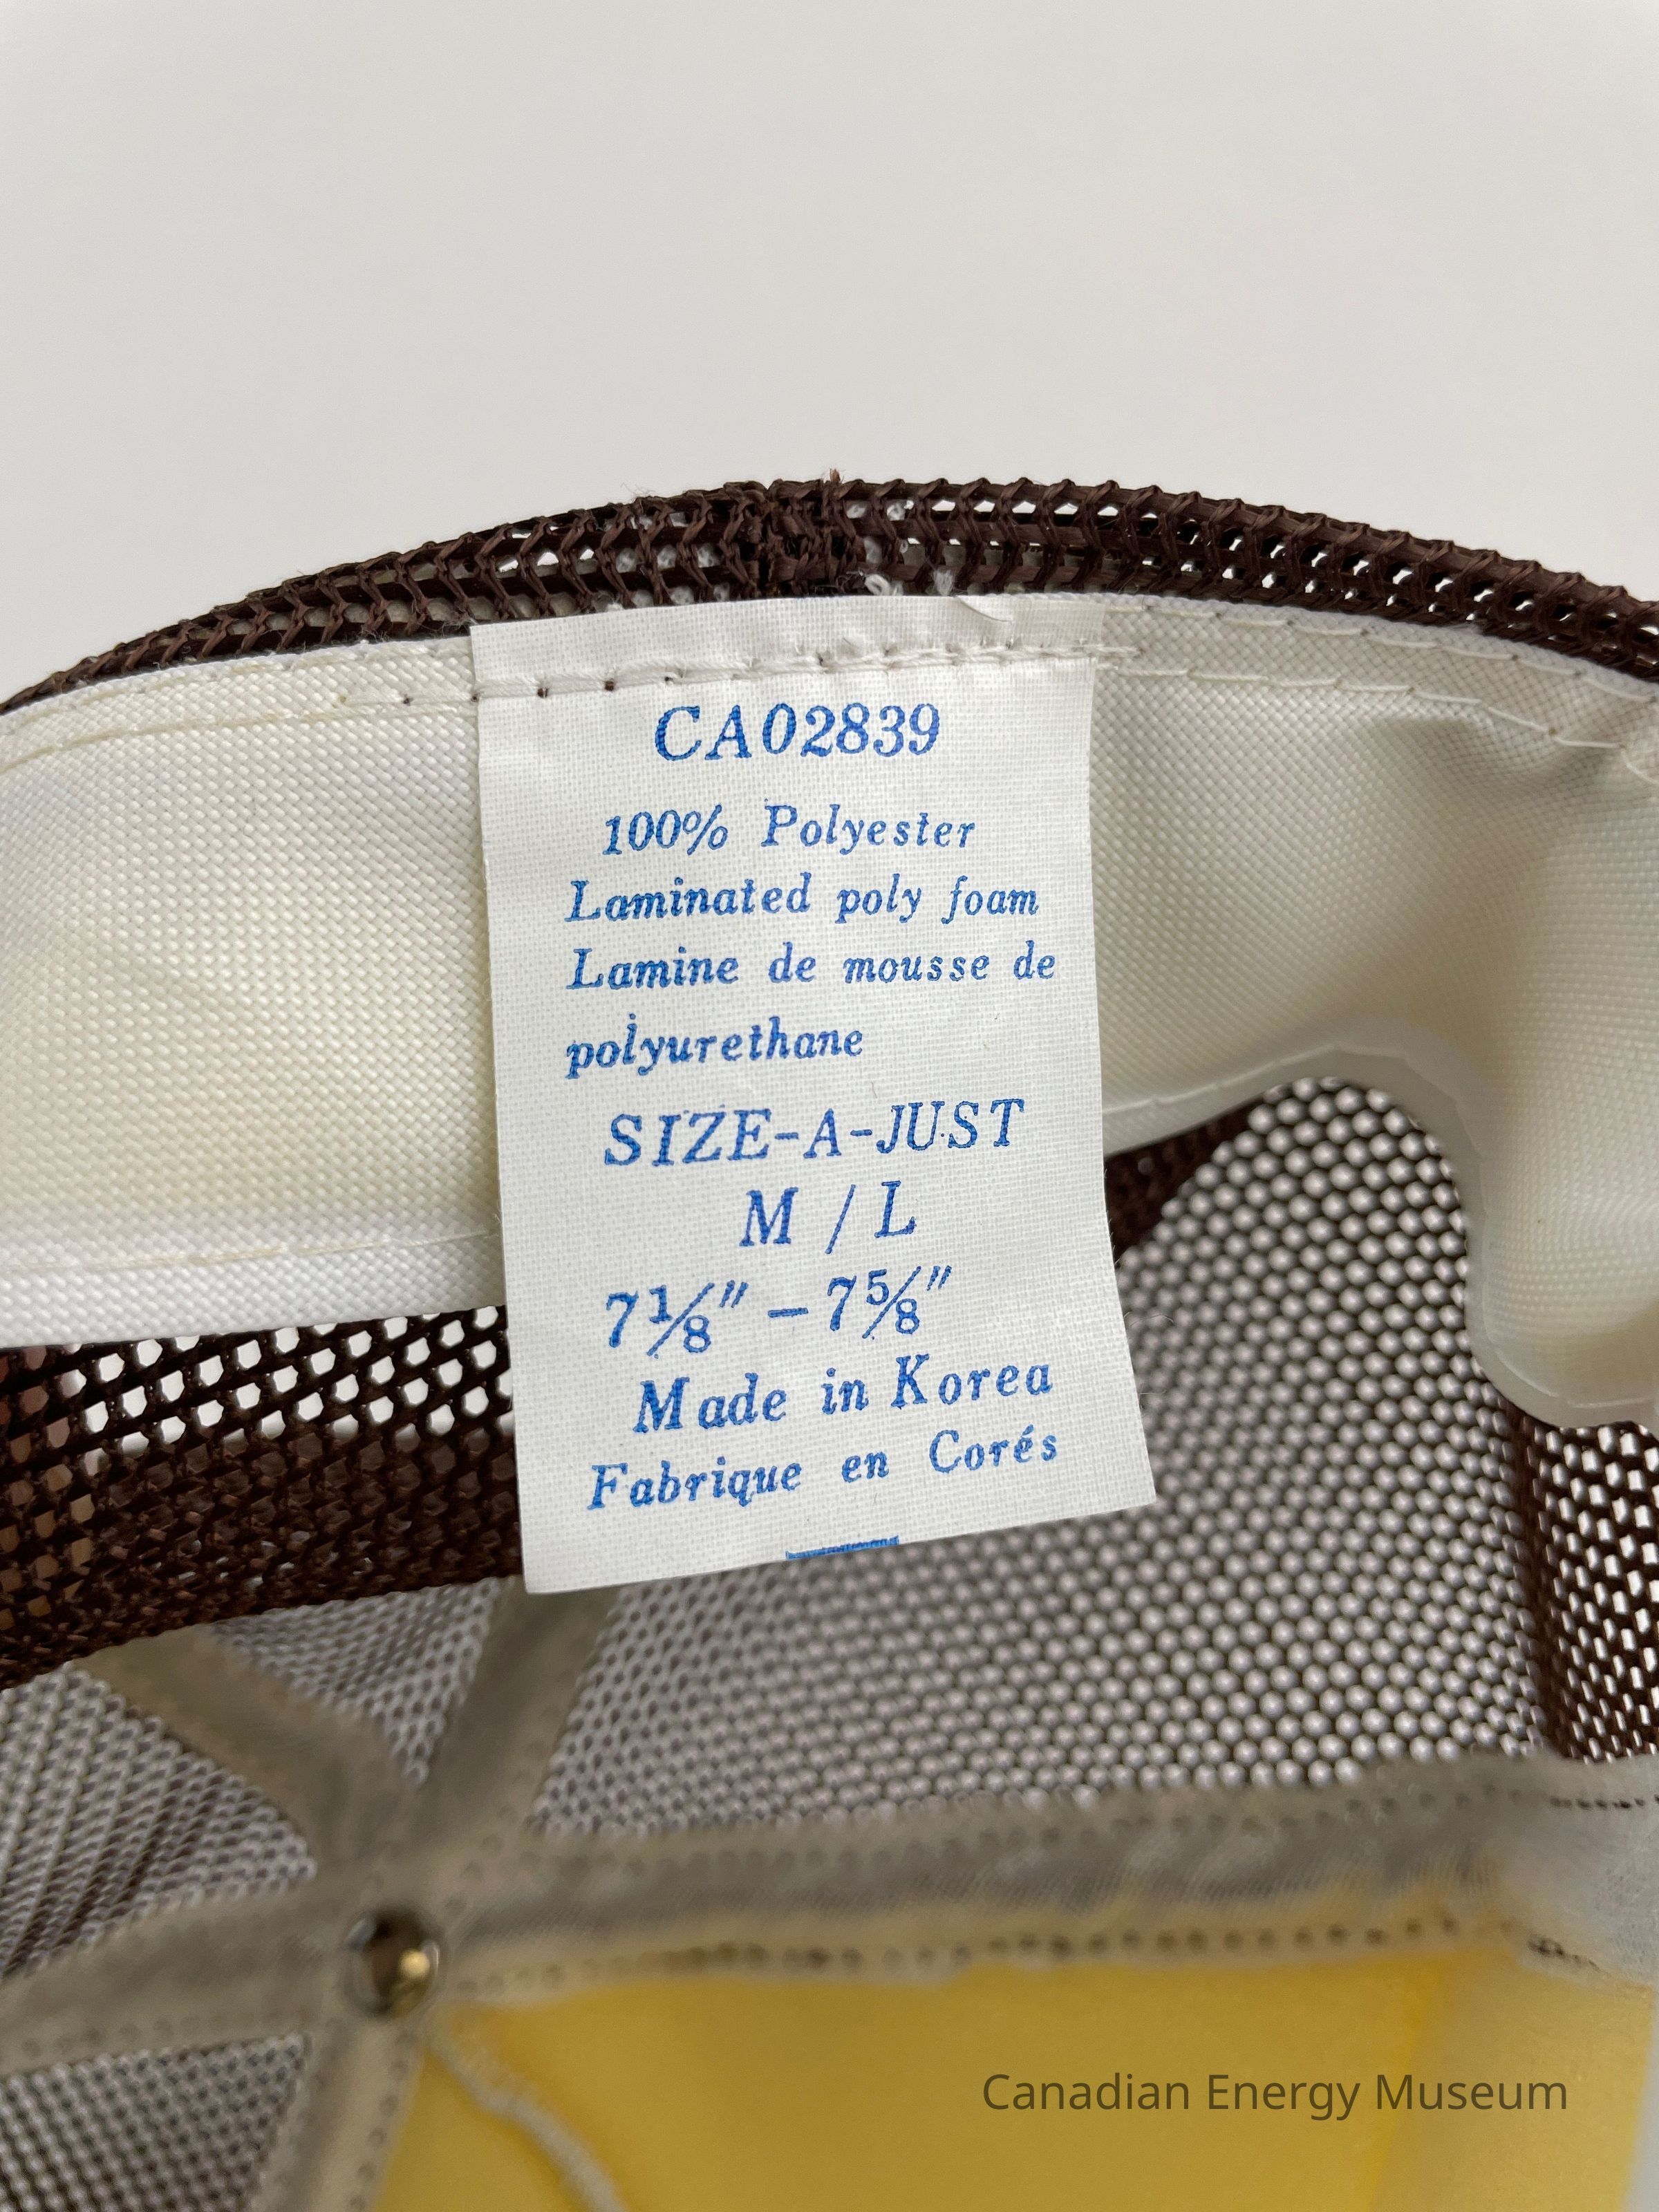 CA02839
100% Polyester
Laminated poly foam
Lamine de mousse de
polyurethane
SIZE-A-JUST
M / L
7⅛" - 7⅝"
Made in Korea
Fabrique en Corés
Canadian Energy Museum